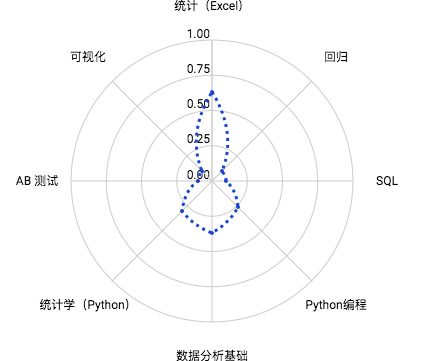 统计（Excel）
1.00
可视化
回归
0.75
0.50
0.25
0.00
AB 测试
SQL
统计学（Python）
Python编程
数据分析基础